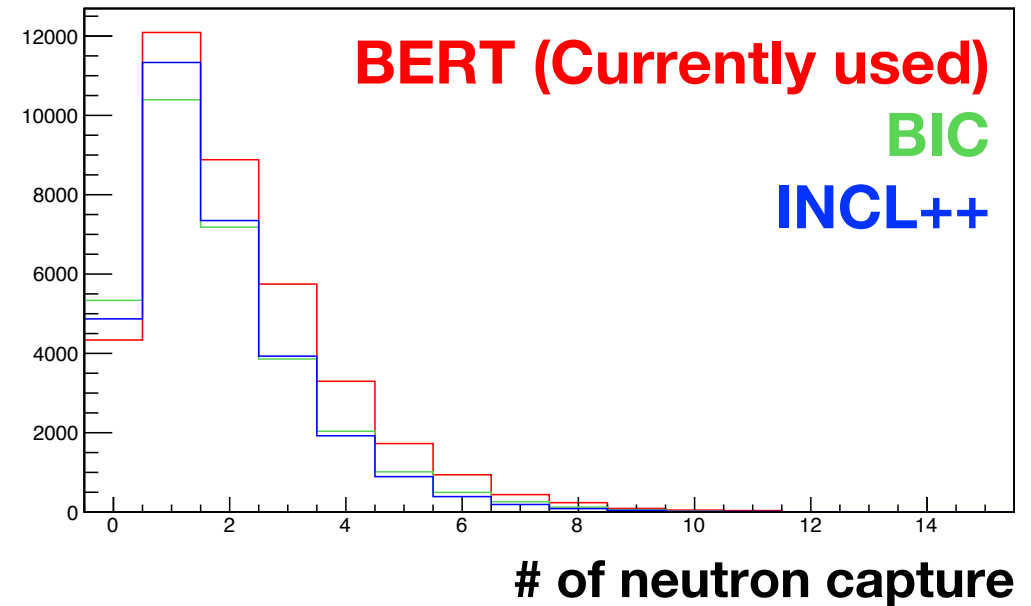 12000
BERT (Currently used)
10000
BIC
8000
INCL++
6000
4000
2000
0
0 2 4 6 8 10 12 14
# of neutron capture